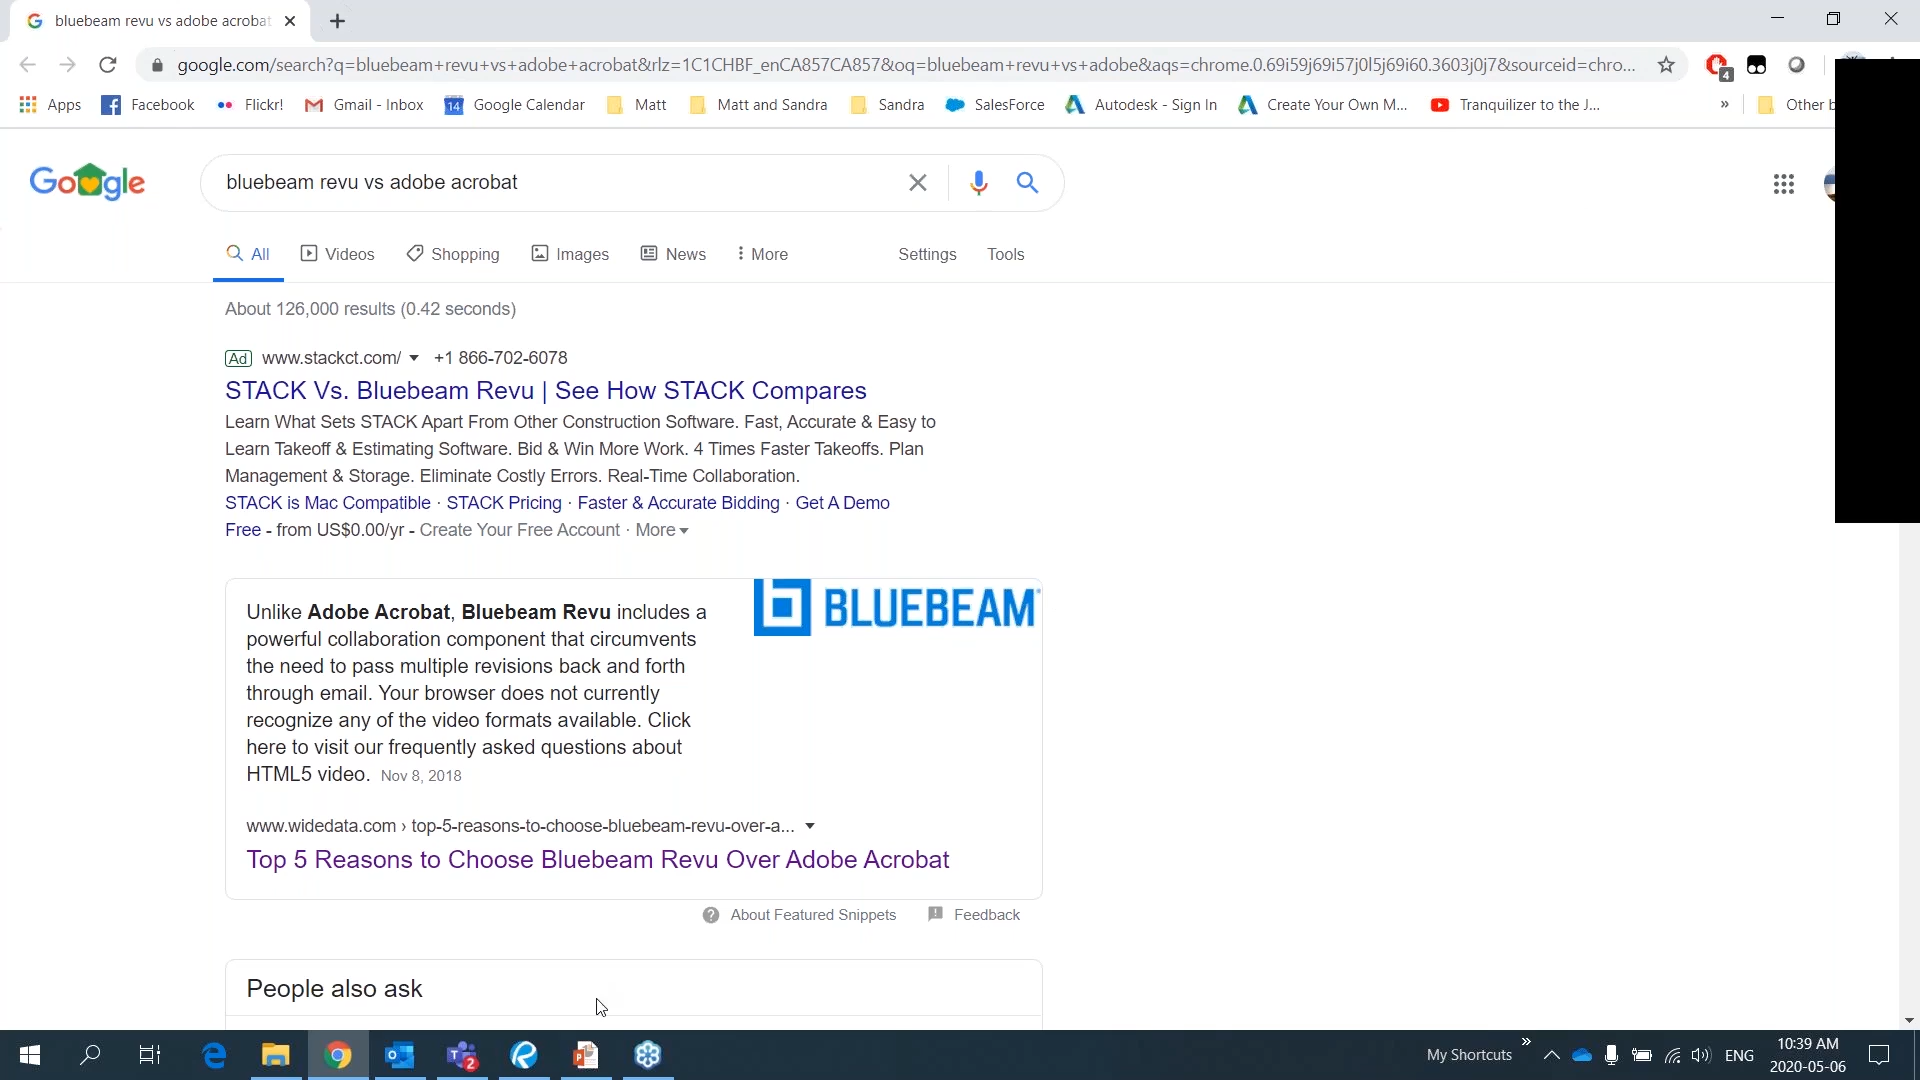 bluebeam revu vs adobe acrobat
google.com/search?q=bluebeam+revu+vs+adobe+acrobat&rlz=1C1CHBF_enCA857CA857&oq=bluebeam+revu+vs+adobe&aqs=chrome.0.69i59j69i57j0l5j69i60.3603j0j7&sourceid=chro...
4
Apps Facebook Flickr! Gmail - Inbox 14 Google Calendar Matt Matt and Sandra Sandra SalesForce Autodesk - Sign In Create Your Own M... Tranquilizer to the J... » Other b
Google
bluebeam revu vs adobe acrobat
All Videos Shopping Images News More Settings Tools
About 126,000 results (0.42 seconds)
Ad www.stackct.com/ +1 866-702-6078
STACK Vs. Bluebeam Revu | See How STACK Compares
Learn What Sets STACK Apart From Other Construction Software. Fast, Accurate & Easy to
Learn Takeoff & Estimating Software. Bid & Win More Work. 4 Times Faster Takeoffs. Plan
Management & Storage. Eliminate Costly Errors. Real-Time Collaboration.
STACK is Mac Compatible · STACK Pricing · Faster & Accurate Bidding · Get A Demo
Free - from US$0.00/yr - Create Your Free Account · More
BLUEBEAM
Unlike Adobe Acrobat, Bluebeam Revu includes a
powerful collaboration component that circumvents
the need to pass multiple revisions back and forth
through email. Your browser does not currently
recognize any of the video formats available. Click
here to visit our frequently asked questions about
HTML5 video. Nov 8, 2018
www.widedata.com › top-5-reasons-to-choose-bluebeam-revu-over-a...
Top 5 Reasons to Choose Bluebeam Revu Over Adobe Acrobat
About Featured Snippets Feedback
People also ask
2
My Shortcuts » ENG
10:39 AM
2020-05-06